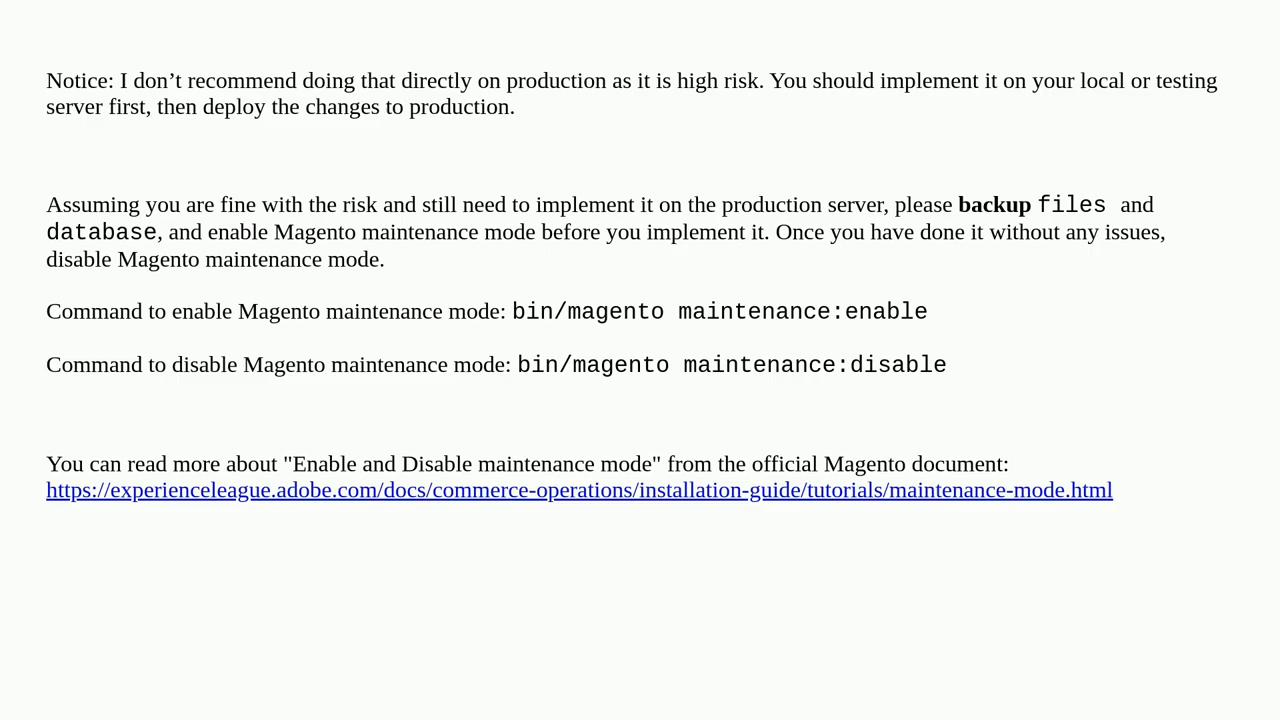 Notice: I don’t recommend doing that directly on production as it is high risk. You should implement it on your local or testing
server first, then deploy the changes to production.
Assuming you are fine with the risk and still need to implement it on the production server, please backup files and
database, and enable Magento maintenance mode before you implement it. Once you have done it without any issues,
disable Magento maintenance mode.
Command to enable Magento maintenance mode: bin/magento maintenance:enable
Command to disable Magento maintenance mode: bin/magento maintenance:disable
You can read more about "Enable and Disable maintenance mode" from the official Magento document:
https://experienceleague.adobe.com/docs/commerce-operations/installation-guide/tutorials/maintenance-mode.html